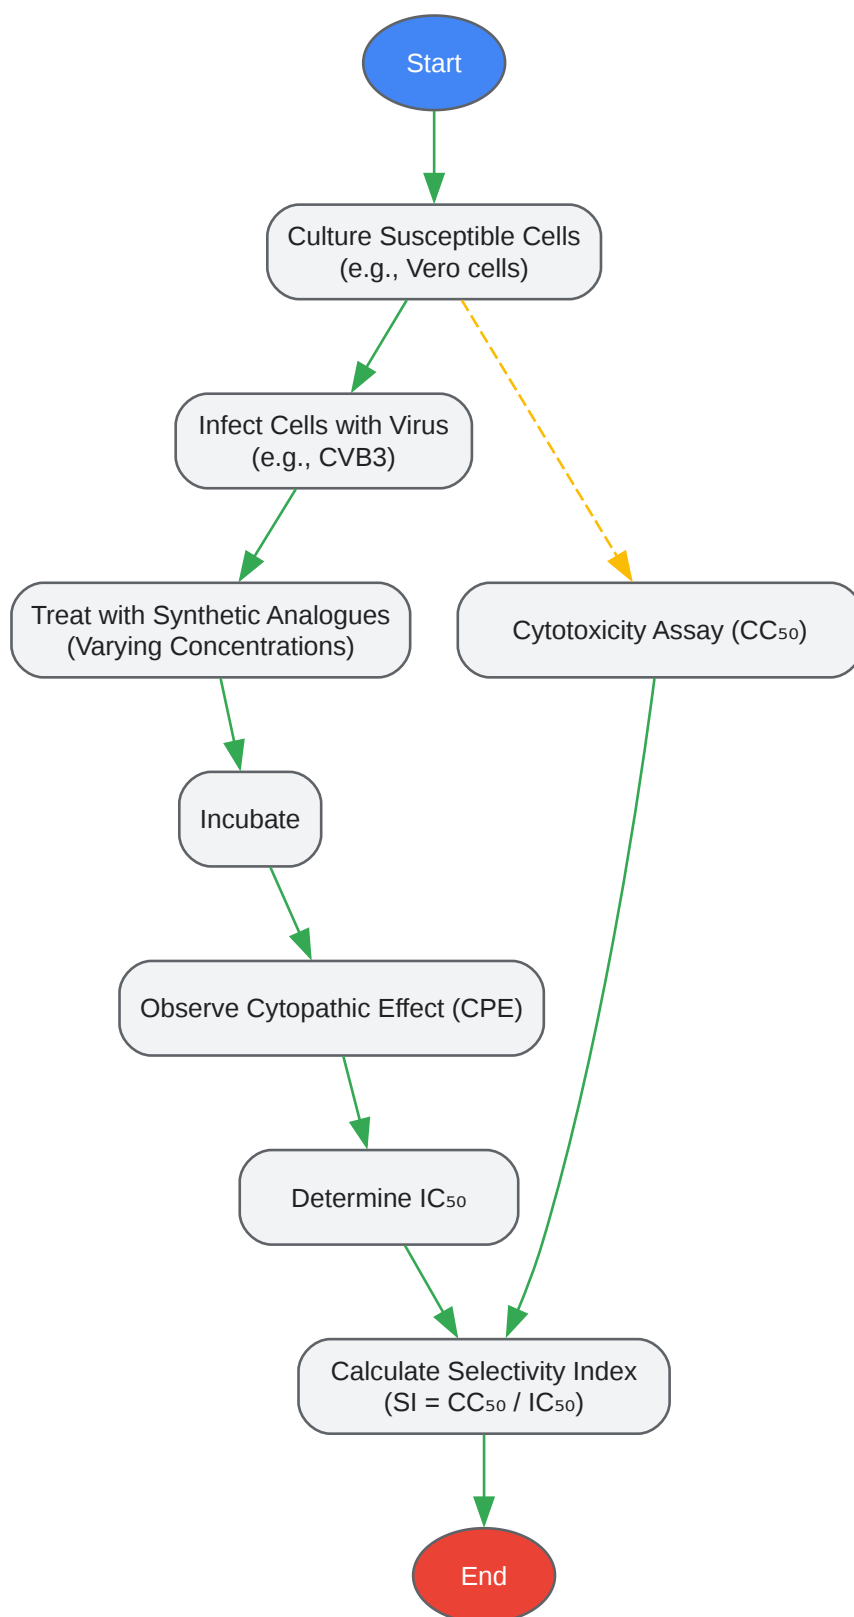 Start
Culture Susceptible Cells
(e.g., Vero cells)
Infect Cells with Virus
(e.g., CVB3)
Treat with Synthetic Analogues
(Varying Concentrations)
Cytotoxicity Assay (CC₅₀)
Incubate
Observe Cytopathic Effect (CPE)
Determine IC₅₀
Calculate Selectivity Index
(SI = CC₅₀ / IC₅₀)
End